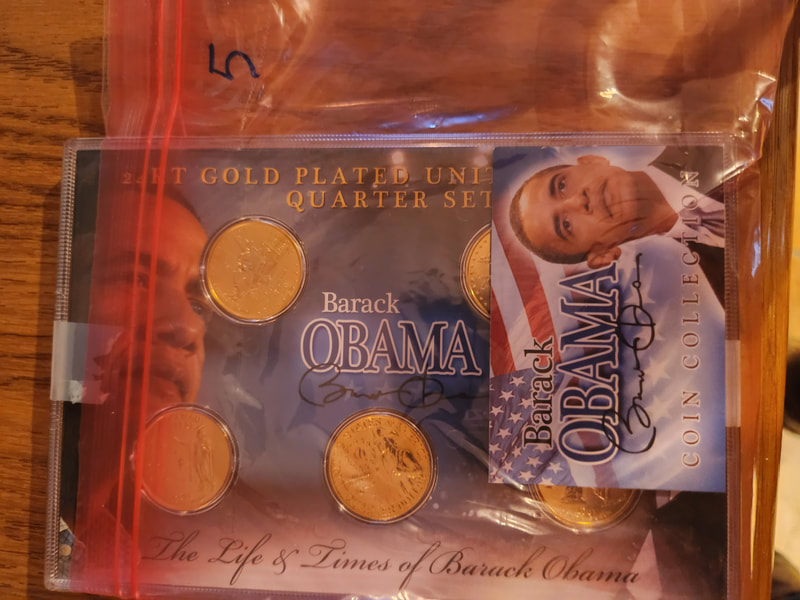 5
24KT GOLD PLATED UNIT
QUARTER SET
Barack
OBAMA
The Life & Times of Barack Obama
Barack
OBAMA
COIN COLLECTION